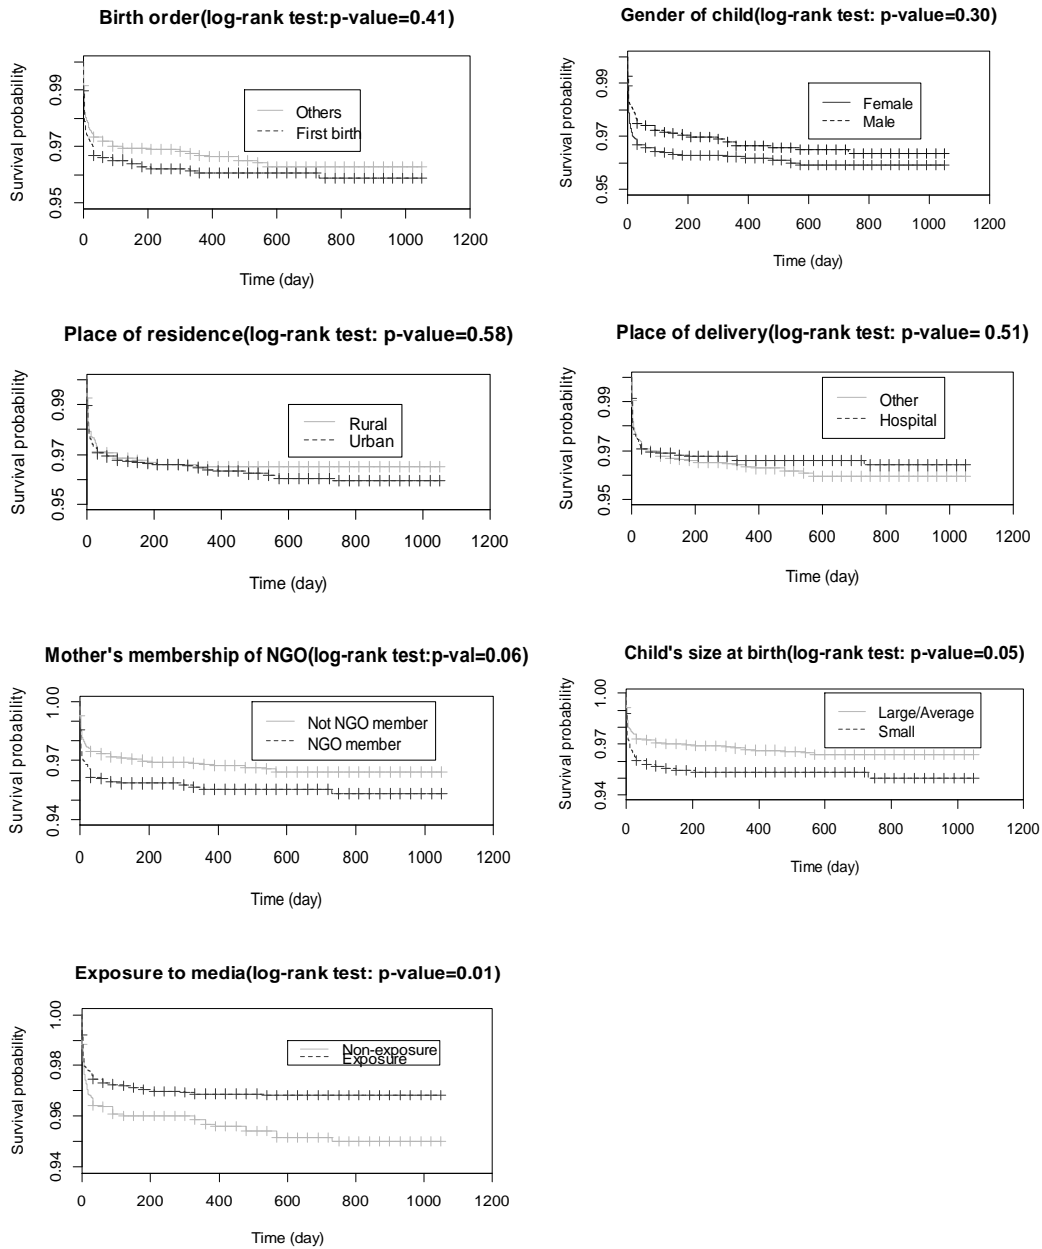 Birth order(log-rank test:p-value=0.41)
Survival probability
0.99
0.97
0.95
Others
First birth
0 200 400 600 800 1000 1200
Time (day)
Gender of child(log-rank test: p-value=0.30)
Survival probability
0.99
0.97
0.95
Female
Male
0 200 400 600 800 1000 1200
Time (day)
Place of residence(log-rank test: p-value=0.58)
Survival probability
0.99
0.97
0.95
Rural
Urban
0 200 400 600 800 1000 1200
Time (day)
Place of delivery(log-rank test: p-value= 0.51)
Survival probability
0.99
0.97
0.95
Other
Hospital
0 200 400 600 800 1000 1200
Time (day)
Mother's membership of NGO(log-rank test:p-val=0.06)
Survival probability
1.00
0.97
0.94
Not NGO member
NGO member
0 200 400 600 800 1000 1200
Time (day)
Child's size at birth(log-rank test: p-value=0.05)
Survival probability
1.00
0.97
0.94
Large/Average
Small
0 200 400 600 800 1000 1200
Time (day)
Exposure to media(log-rank test: p-value=0.01)
Survival probability
1.00
0.98
0.96
0.94
Non-exposure
Exposure
0 200 400 600 800 1000 1200
Time (day)